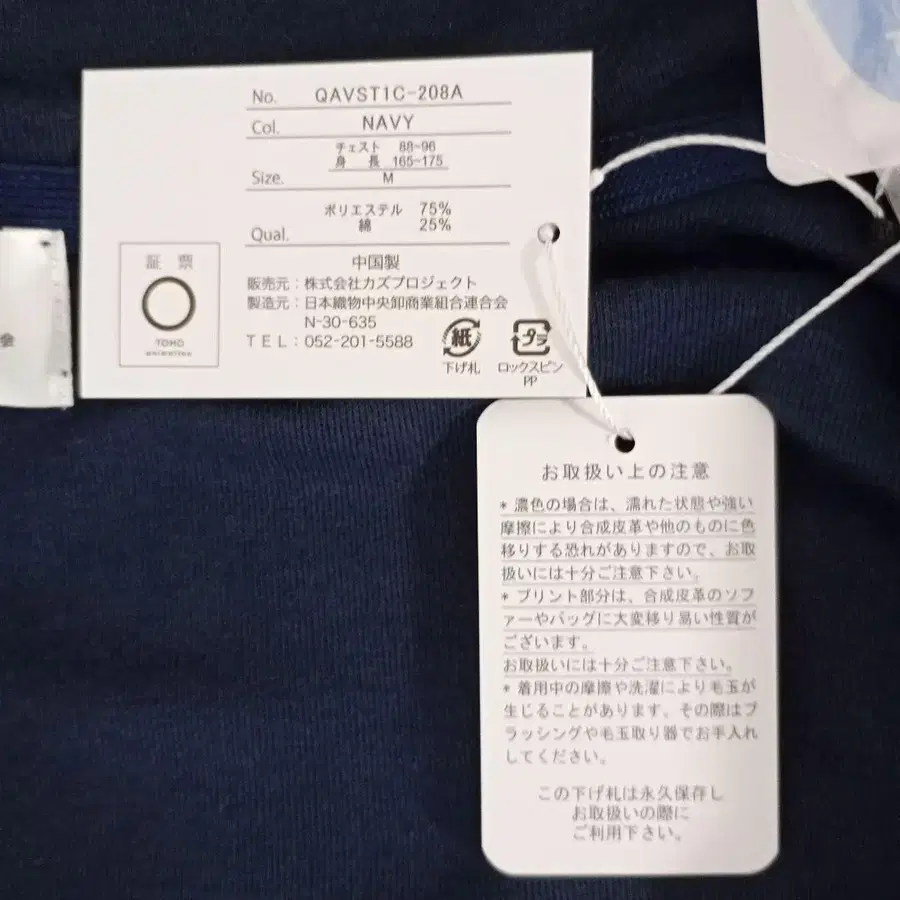 No. QAVST1C-208A
Col. NAVY
チェスト 88-96
身 長 165-175
Size. M
ポリエステル 75%
綿 25%
Qual.
中国製
販売元：株式会社カズプロジェクト
製造元：日本織物中央卸商業組合連合会
N-30-635
ＴＥＬ：052-201-5588
証 票
TOMO
紙
下げ札
プラ
ロックスピン
PP
会
お取扱い上の注意
* 濃色の場合は、濡れた状態や強い
摩擦により合成皮革や他のものに色
移りする恐れがありますので、お取
扱いには十分ご注意下さい。
* プリント部分は、合成皮革のソフ
ァーやバッグに大変移り易い性質が
ございます。
お取扱いには十分ご注意下さい。
* 着用中の摩擦や洗濯により毛玉が
生じることがあります。その際はブ
ラッシングや毛玉取り器でお手入れ
してください。
この下げ札は永久保存し
お取扱いの際に
ご利用下さい。